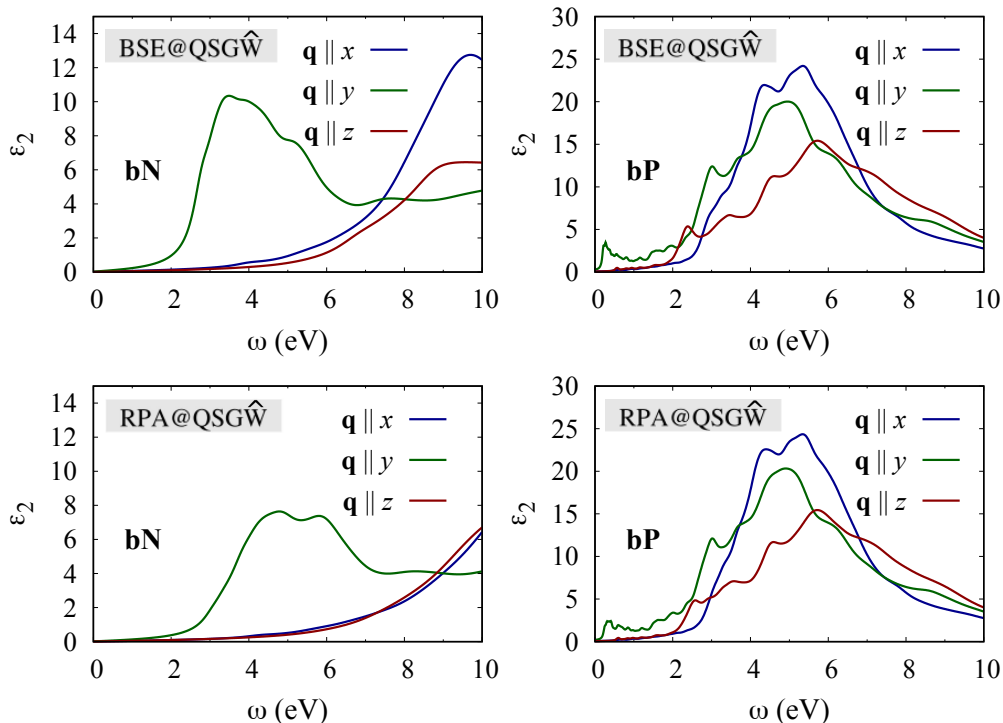 BSE@QSGŴ
q || x
q || y
q || z
bN
ε₂
14
12
10
8
6
4
2
0
0 2 4 6 8 10
ω (eV)
BSE@QSGŴ
q || x
q || y
q || z
bP
ε₂
30
25
20
15
10
5
0
0 2 4 6 8 10
ω (eV)
RPA@QSGŴ
q || x
q || y
q || z
bN
ε₂
14
12
10
8
6
4
2
0
0 2 4 6 8 10
ω (eV)
RPA@QSGŴ
q || x
q || y
q || z
bP
ε₂
30
25
20
15
10
5
0
0 2 4 6 8 10
ω (eV)